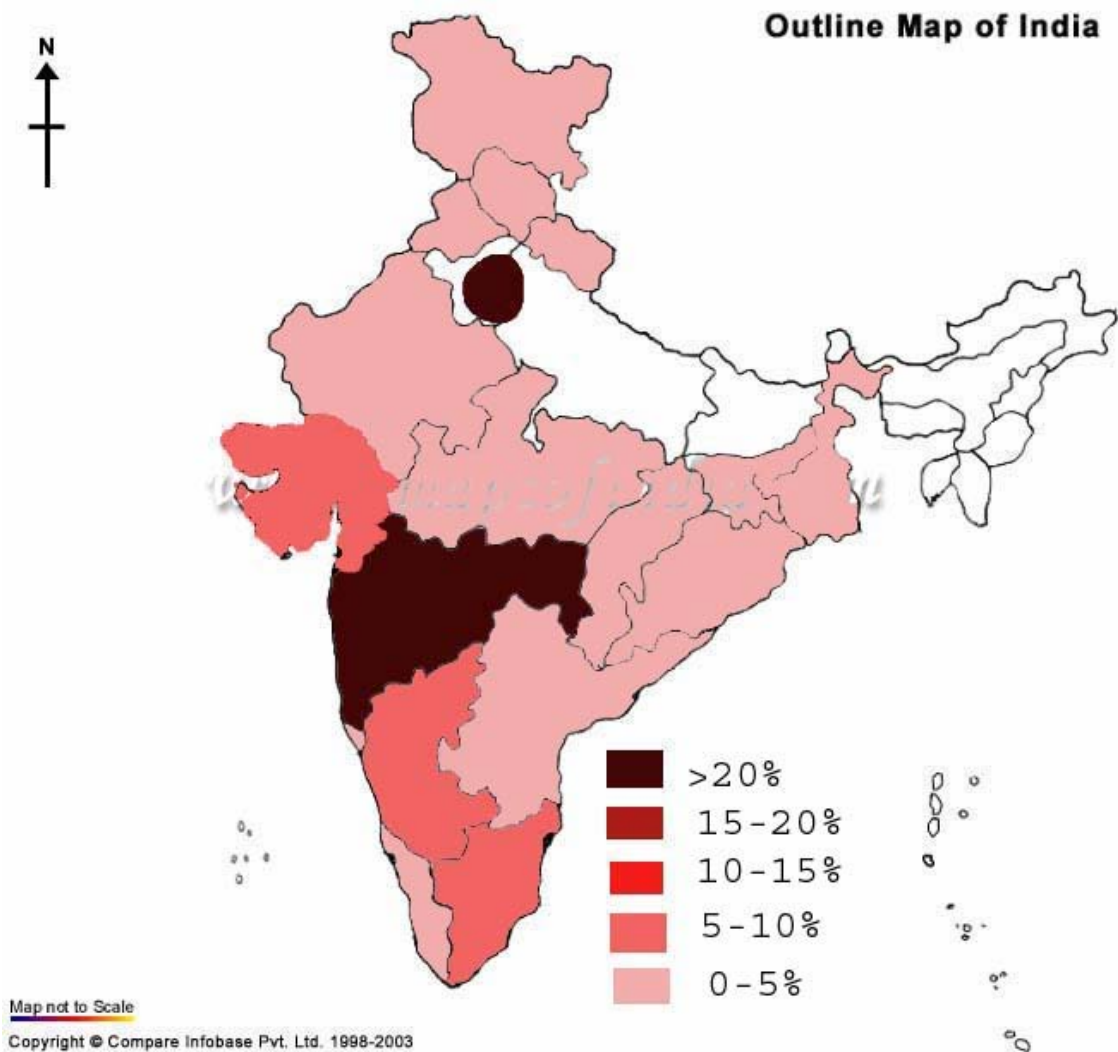 Outline Map of India
N
>20%
15-20%
10-15%
5-10%
0-5%
Map not to Scale
Copyright © Compare Infobase Pvt. Ltd. 1998-2003